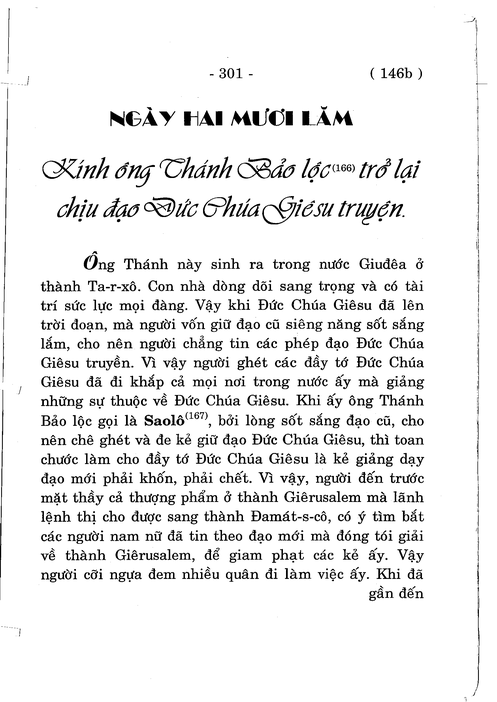 - 301 - ( 146b )
NGÀY HAI MƯƠI LĂM
Kính ông Thánh Bảo lộc(166) trở lại
chịu đạo Đức Chúa Giêsu truyện.
Ông Thánh này sinh ra trong nước Giuđêa ở
thành Ta-r-xô. Con nhà dòng dõi sang trọng và có tài
trí sức lực mọi đàng. Vậy khi Đức Chúa Giêsu đã lên
trời đoạn, mà người vốn giữ đạo cũ siêng năng sốt sắng
lắm, cho nên người chẳng tin các phép đạo Đức Chúa
Giêsu truyền. Vì vậy người ghét các đầy tớ Đức Chúa
Giêsu đã đi khắp cả mọi nơi trong nước ấy mà giảng
những sự thuộc về Đức Chúa Giêsu. Khi ấy ông Thánh
Bảo lộc gọi là Saolô(167), bởi lòng sốt sắng đạo cũ, cho
nên chê ghét và đe kẻ giữ đạo Đức Chúa Giêsu, thì toan
chước làm cho đầy tớ Đức Chúa Giêsu là kẻ giảng dạy
đạo mới phải khốn, phải chết. Vì vậy, người đến trước
mặt thầy cả thượng phẩm ở thành Giêrusalem mà lãnh
lệnh thị cho được sang thành Đamát-s-cô, có ý tìm bắt
các người nam nữ đã tin theo đạo mới mà đóng tói giải
về thành Giêrusalem, để giam phạt các kẻ ấy. Vậy
người cỡi ngựa đem nhiều quân đi làm việc ấy. Khi đã
gần đến